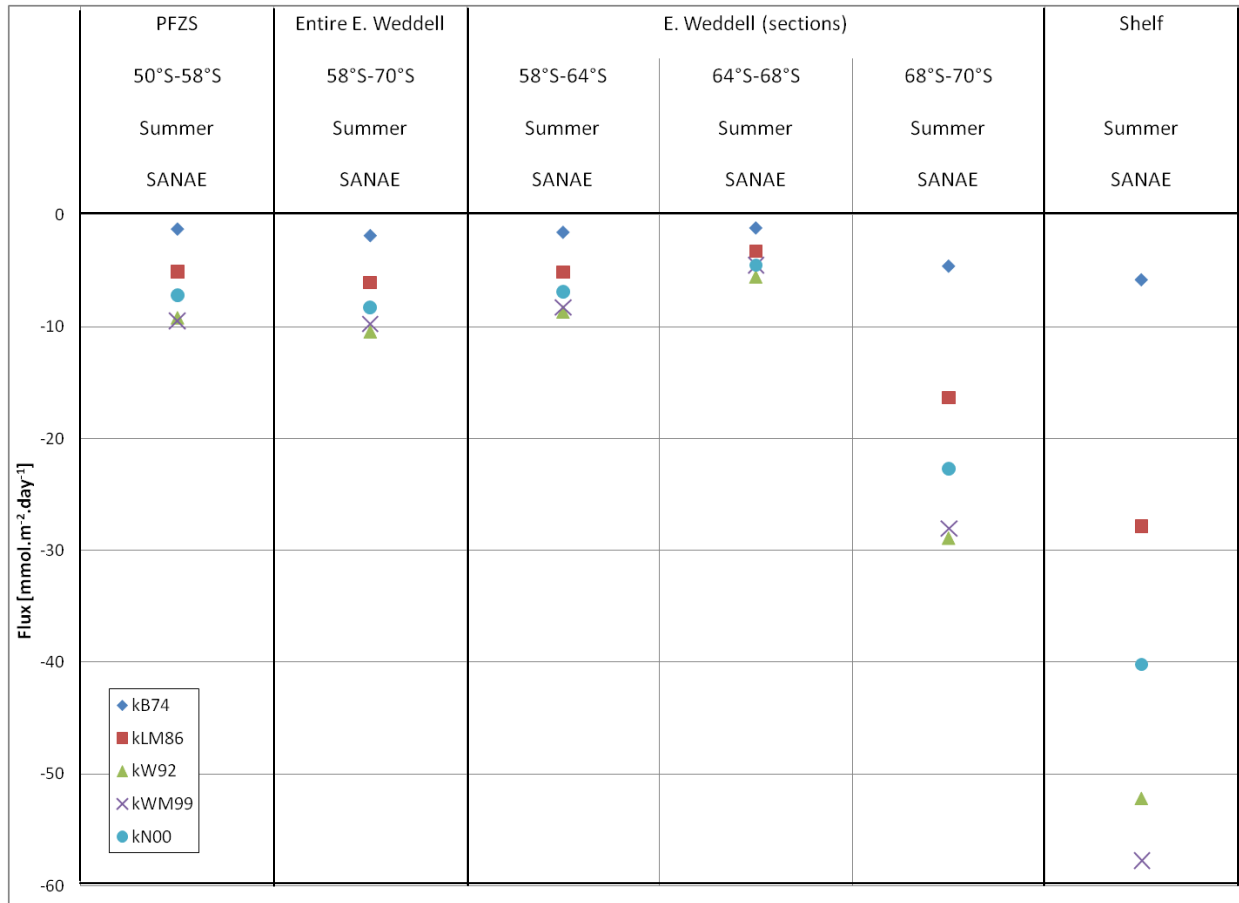 PFZS Entire E. Weddell E. Weddell (sections) Shelf
50°S-58°S 58°S-70°S 58°S-64°S 64°S-68°S 68°S-70°S
Summer Summer Summer Summer Summer Summer
SANAE SANAE SANAE SANAE SANAE SANAE
0
-10
-20
-30
-40
-50
-60
Flux [mmol.m⁻².day⁻¹]
kB74
kLM86
kW92
kWM99
kN00